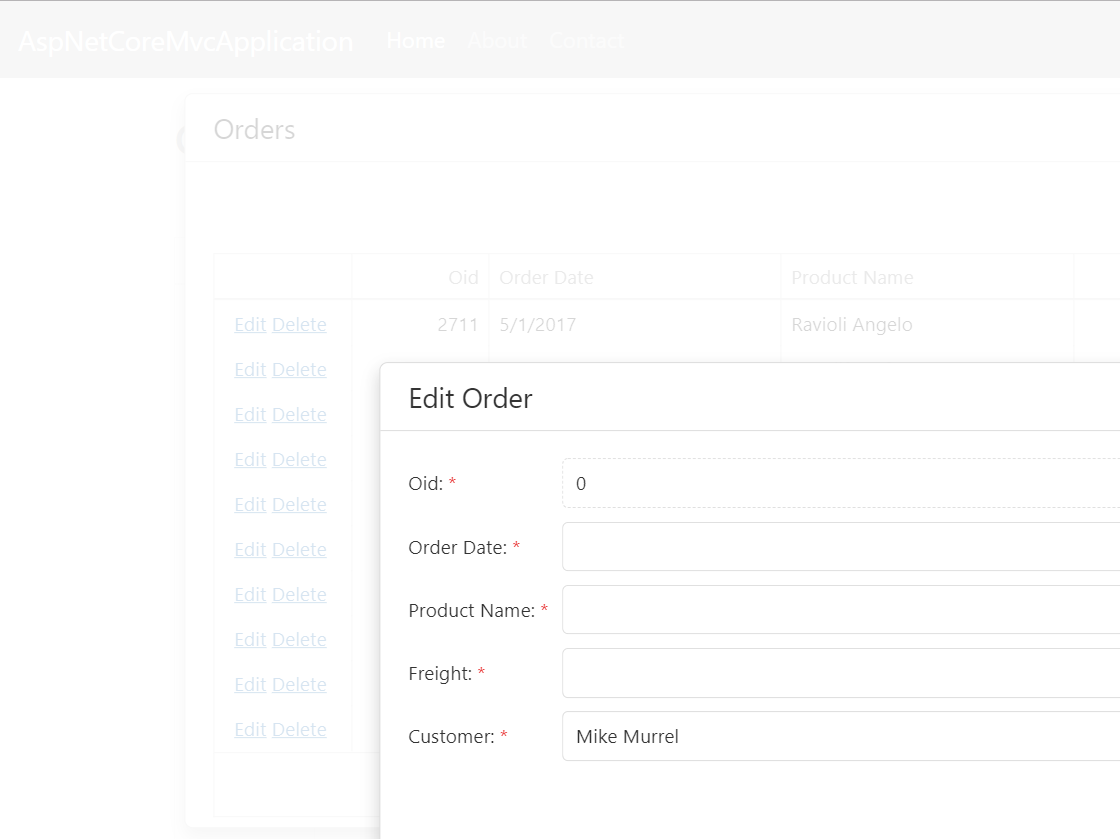 AspNetCoreMvcApplication Home About Contact
Orders
Oid Order Date Product Name
Edit Delete 2711 5/1/2017 Ravioli Angelo
Edit Delete
Edit Delete
Edit Delete
Edit Delete
Edit Delete
Edit Delete
Edit Delete
Edit Delete
Edit Delete
Edit Order
Oid: * 0
Order Date: *
Product Name: *
Freight: *
Customer: * Mike Murrel